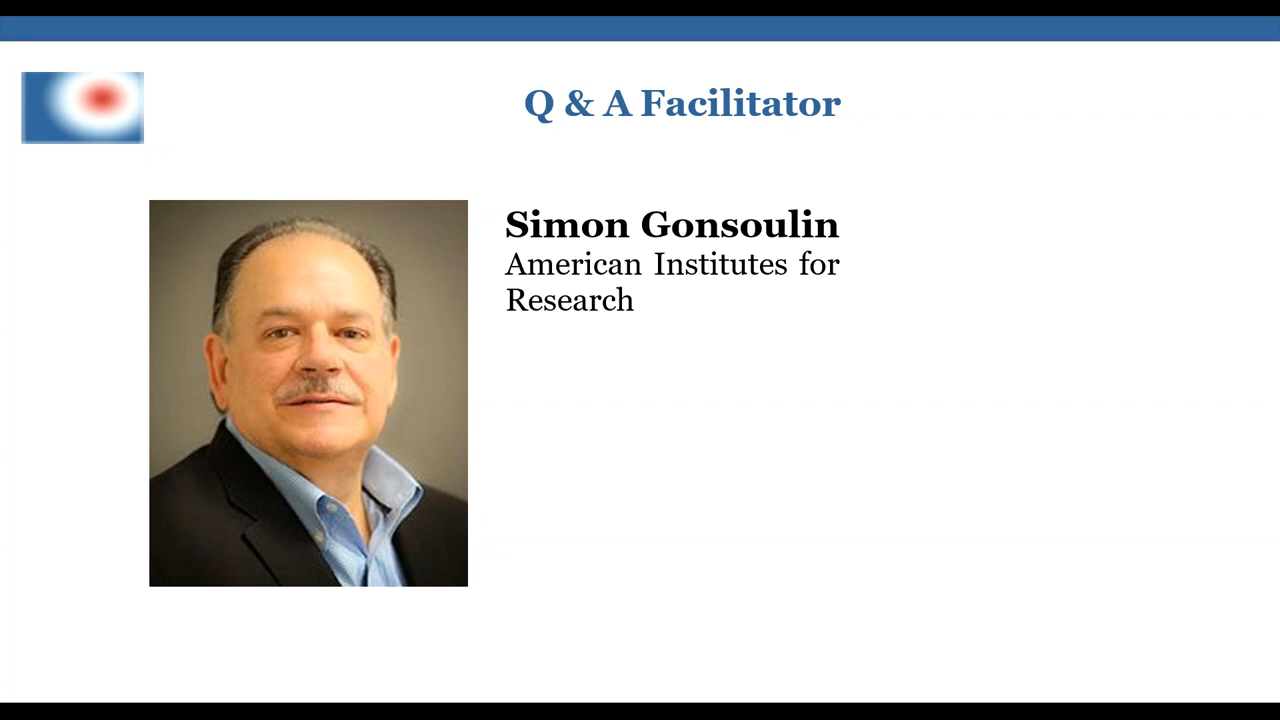 Q & A Facilitator
Simon Gonsoulin
American Institutes for
Research